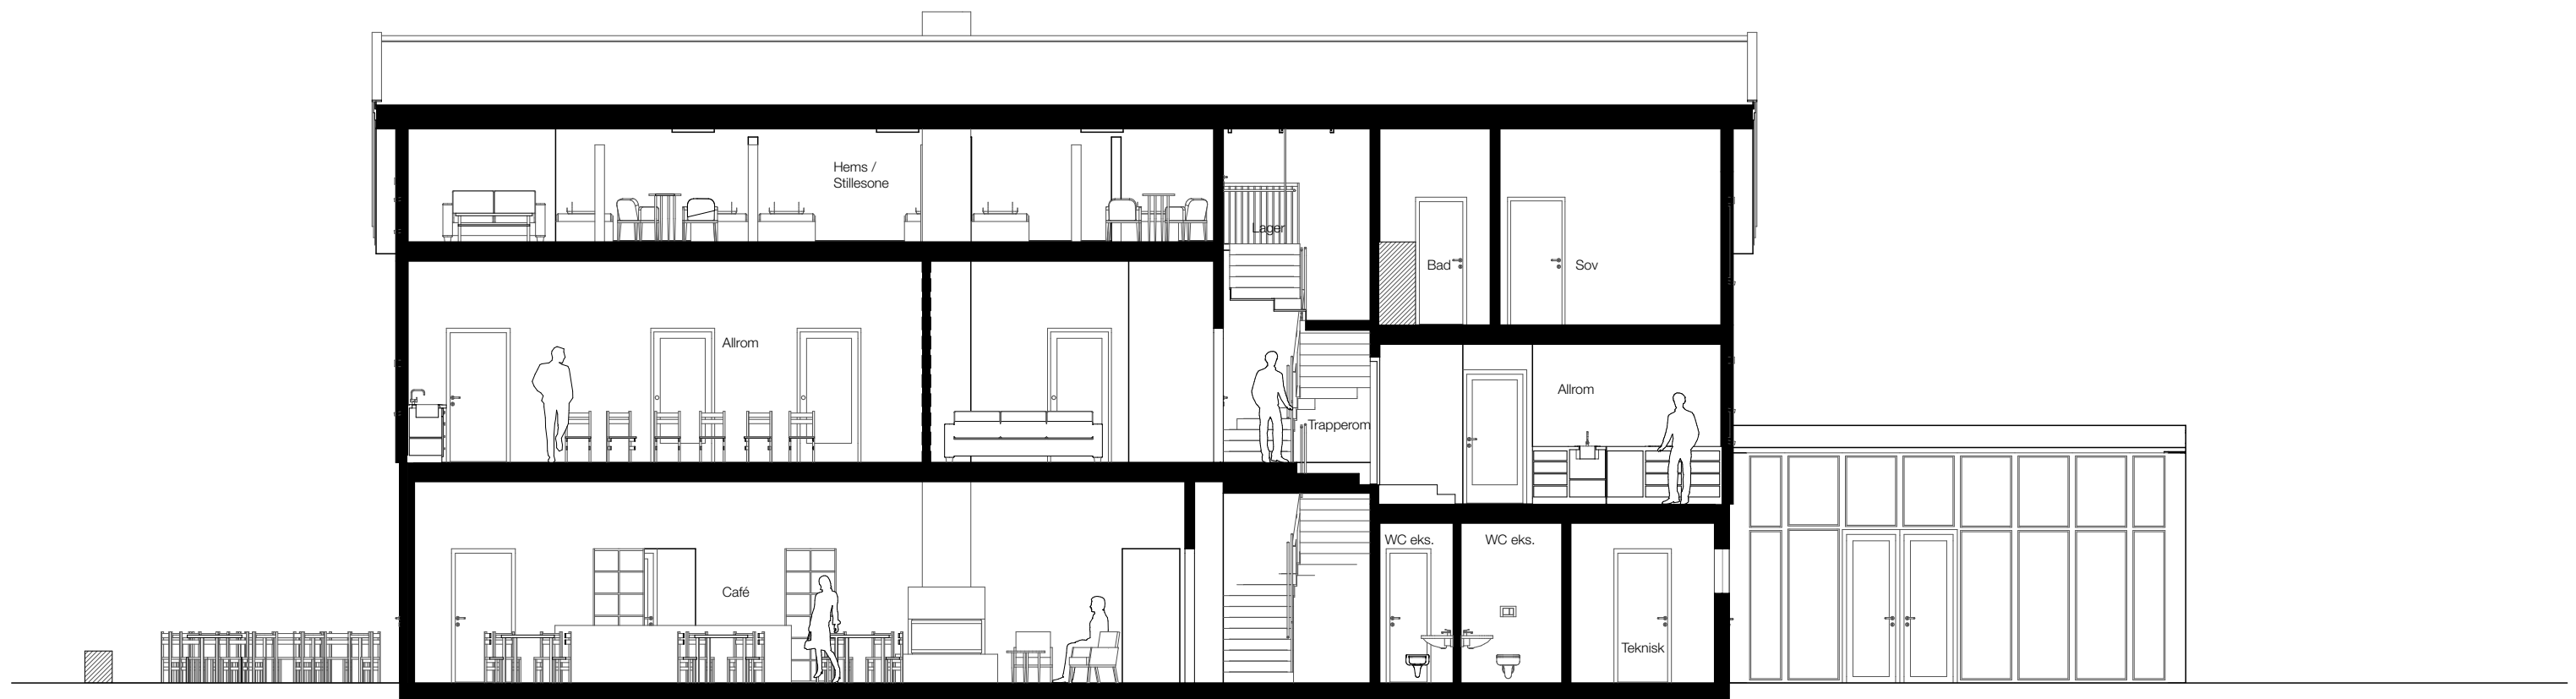 Hems /
Stillesone
Lager
Bad
Sov
Allrom
Allrom
Trapperom
WC eks.
WC eks.
Café
Teknisk